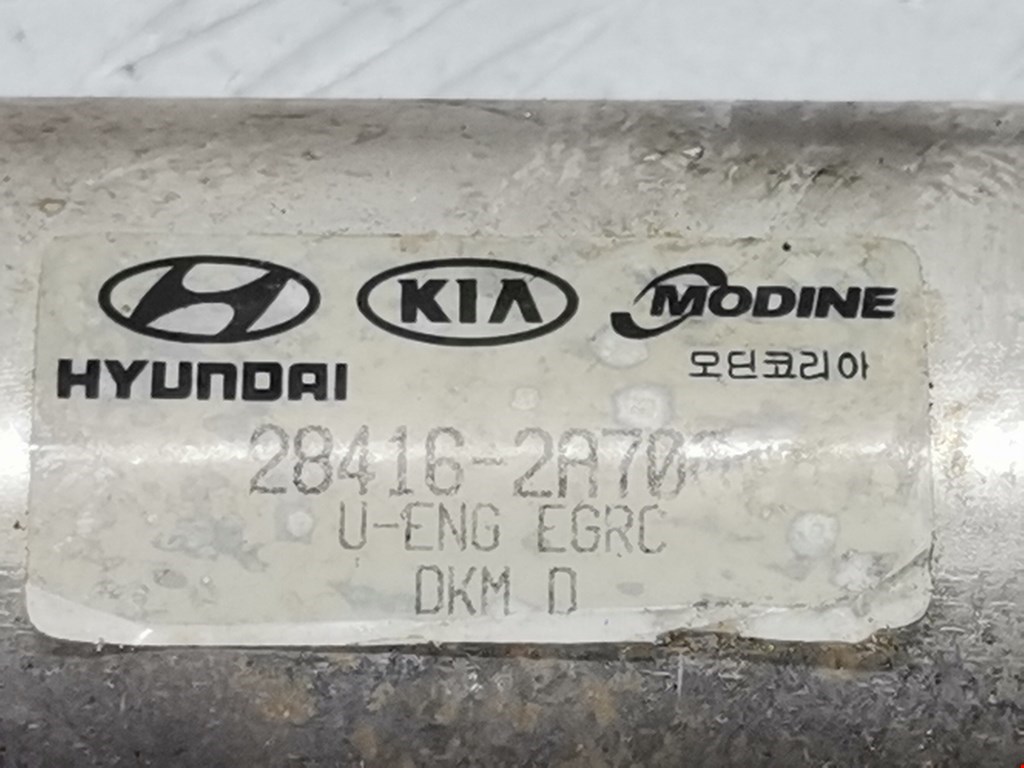 HYUNDAI
KIA
MODINE
모딘코리아
28416-2A70
U-ENG EGRC
DKM D